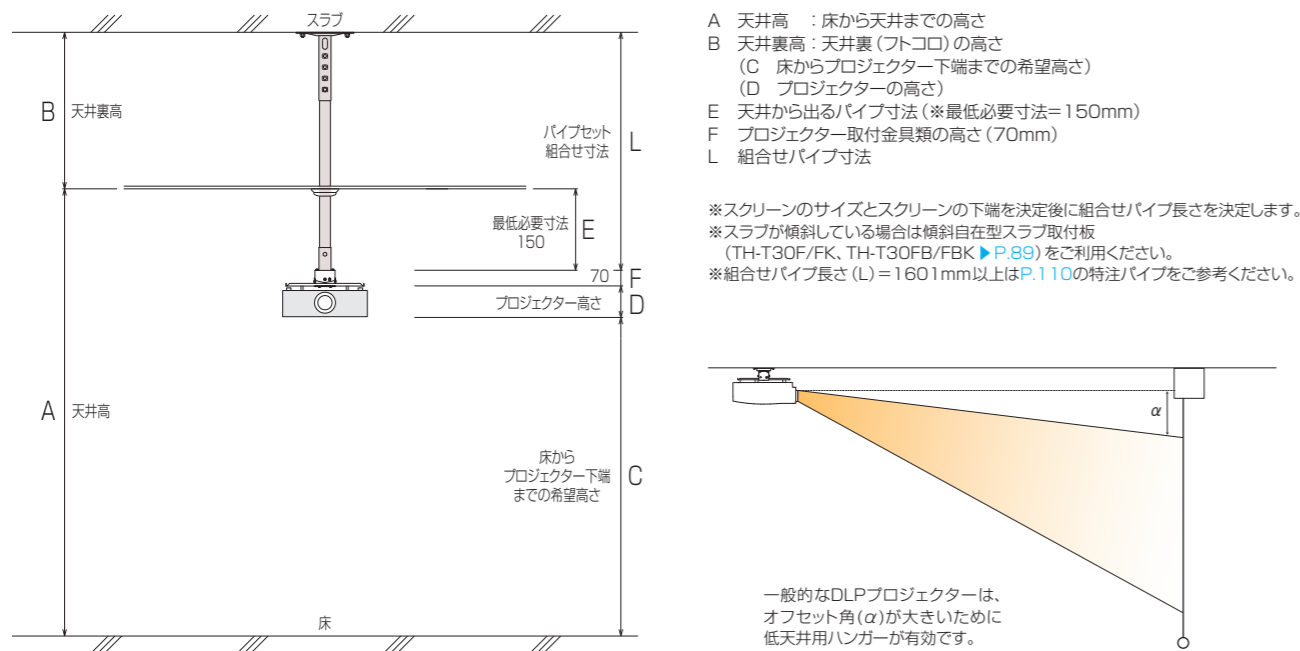 スラブ
B 天井裏高
パイプセット
組合せ寸法
L
最低必要寸法
150
E
70 F
プロジェクター高さ D
A 天井高
床から
プロジェクター下端
までの希望高さ
C
床
A 天井高 : 床から天井までの高さ
B 天井裏高 : 天井裏(フトコロ)の高さ
(C 床からプロジェクター下端までの希望高さ)
(D プロジェクターの高さ)
E 天井から出るパイプ寸法(※最低必要寸法=150mm)
F プロジェクター取付金具類の高さ(70mm)
L 組合せパイプ寸法
※スクリーンのサイズとスクリーンの下端を決定後に組合せパイプ長さを決定します。
※スラブが傾斜している場合は傾斜自在型スラブ取付板
(TH-T30F/FK、TH-T30FB/FBK ▶P.89)をご利用ください。
※組合せパイプ長さ(L)=1601mm以上はP.110の特注パイプをご参考ください。
α
一般的なDLPプロジェクターは、
オフセット角(α)が大きいために
低天井用ハンガーが有効です。